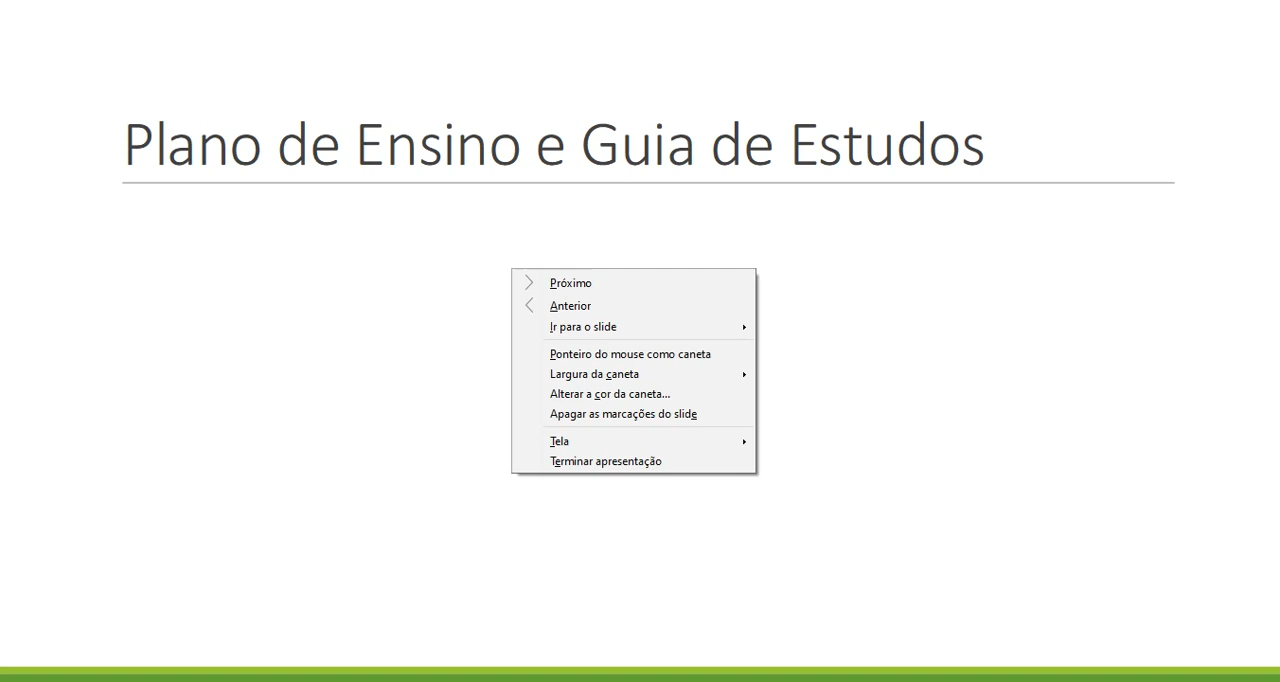 Plano de Ensino e Guia de Estudos
Próximo
Anterior
Ir para o slide
Ponteiro do mouse como caneta
Largura da caneta
Alterar a cor da caneta...
Apagar as marcações do slide
Tela
Terminar apresentação